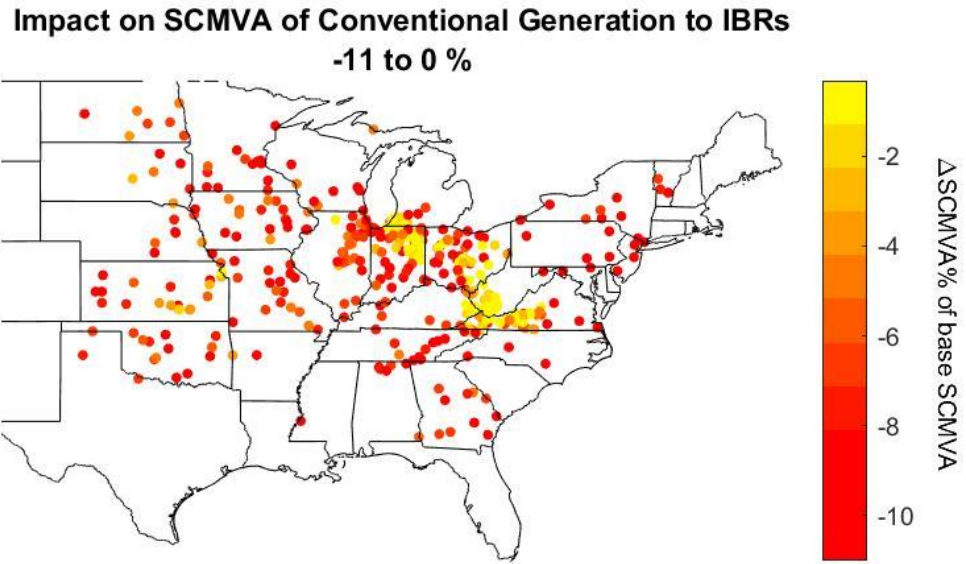 Impact on SCMVA of Conventional Generation to IBRs
-11 to 0 %
-2
-4
-6
-8
-10
ΔSCMVA% of base SCMVA